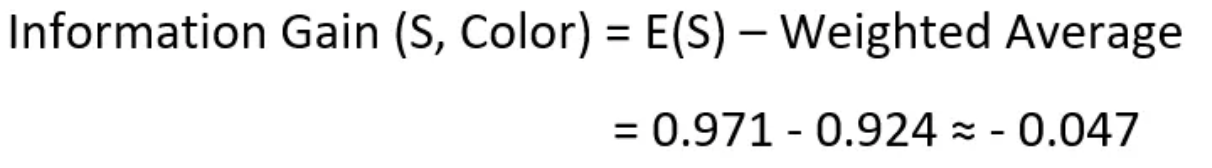 Information Gain (S, Color) = E(S) – Weighted Average
= 0.971 - 0.924 ≈ - 0.047